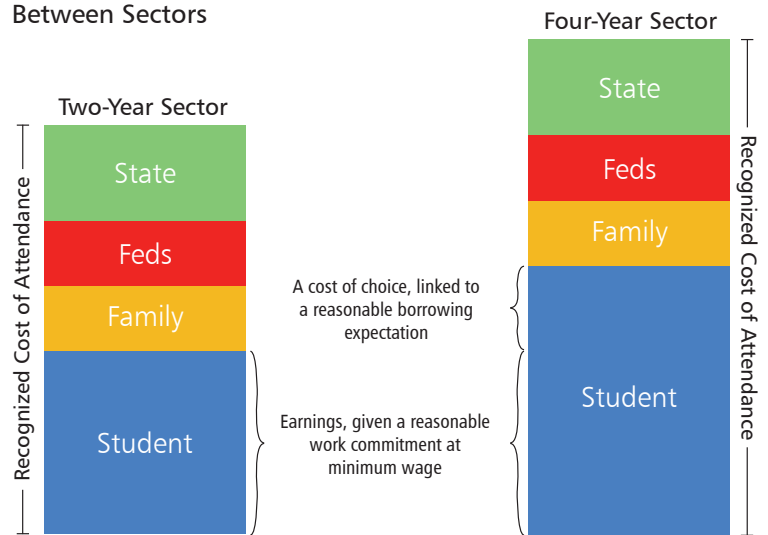 Between Sectors
Two-Year Sector
Recognized Cost of Attendance
State
Feds
Family
Student
A cost of choice, linked to
a reasonable borrowing
expectation
Earnings, given a reasonable
work commitment at
minimum wage
Four-Year Sector
State
Feds
Family
Student
Recognized Cost of Attendance